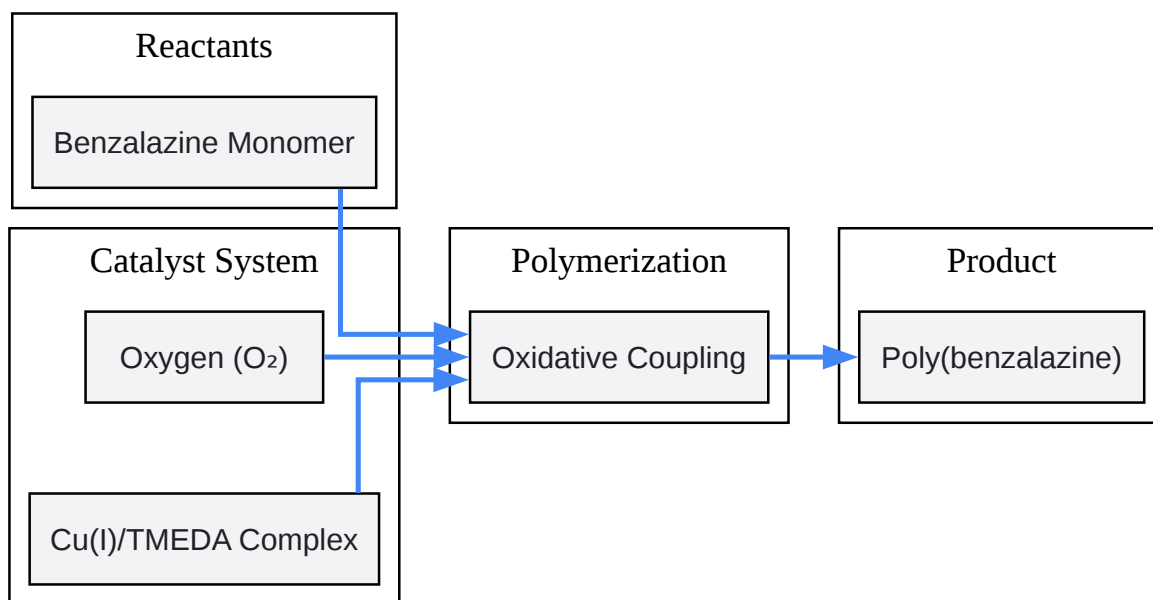 Reactants
Benzalazine Monomer
Catalyst System
Oxygen (O₂)
Cu(I)/TMEDA Complex
Polymerization
Oxidative Coupling
Product
Poly(benzalazine)